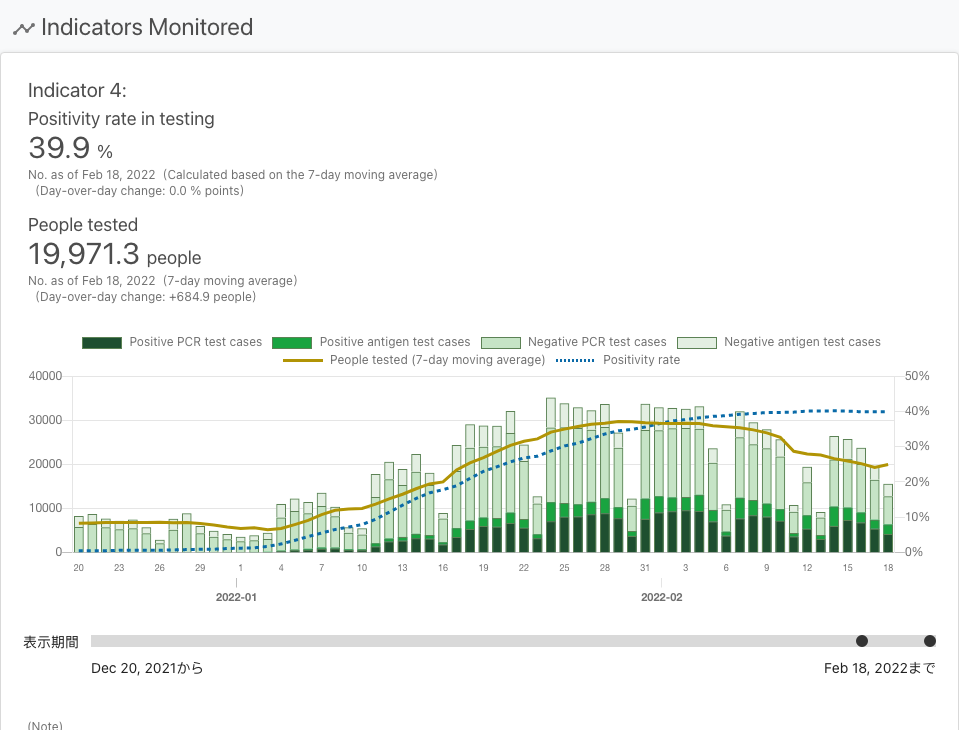 Indicators Monitored
Indicator 4:
Positivity rate in testing
39.9 %
No. as of Feb 18, 2022 (Calculated based on the 7-day moving average)
(Day-over-day change: 0.0 % points)
People tested
19,971.3 people
No. as of Feb 18, 2022 (7-day moving average)
(Day-over-day change: +684.9 people)
Positive PCR test cases Positive antigen test cases Negative PCR test cases Negative antigen test cases
People tested (7-day moving average) Positivity rate
40000 50%
40%
30000
30%
20000
20%
10000
10%
0 0%
20 23 26 29 1 4 7 10 13 16 19 22 25 28 31 3 6 9 12 15 18
2022-01 2022-02
表示期間
Dec 20, 2021から Feb 18, 2022まで
(Note)